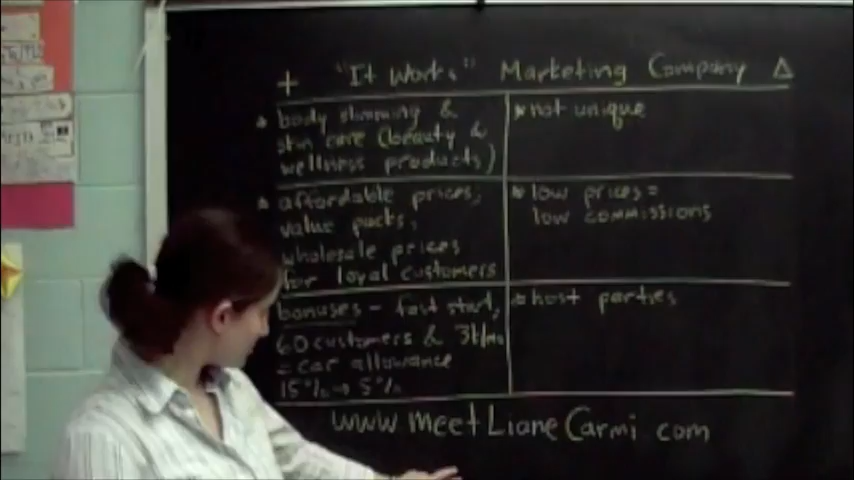 + "It Works" Marketing Company Δ
* body slimming &
skin care (beauty &
wellness products)
* not unique
* affordable prices,
value packs,
wholesale prices
for loyal customers
* low prices =
low commissions
bonuses - fast start,
60 customers & 3t/mo
= car allowance
15% → 5%
* host parties
www MeetLianeCarmi com